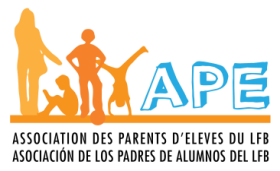 APE
ASSOCIATION DES PARENTS D'ELEVES DU LFB
ASOCIACIÓN DE LOS PADRES DE ALUMNOS DEL LFB